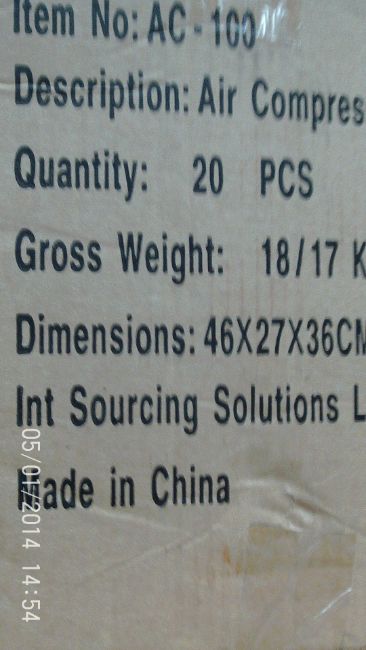 Item No: AC-100
Description: Air Compres
Quantity: 20 PCS
Gross Weight: 18/17 K
Dimensions: 46X27X36CM
Int Sourcing Solutions L
Made in China
05/01/2014 14:54